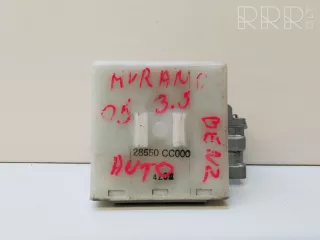 RRR
MURANO
05 3.5
28550 CC000
BENZ
AUTO